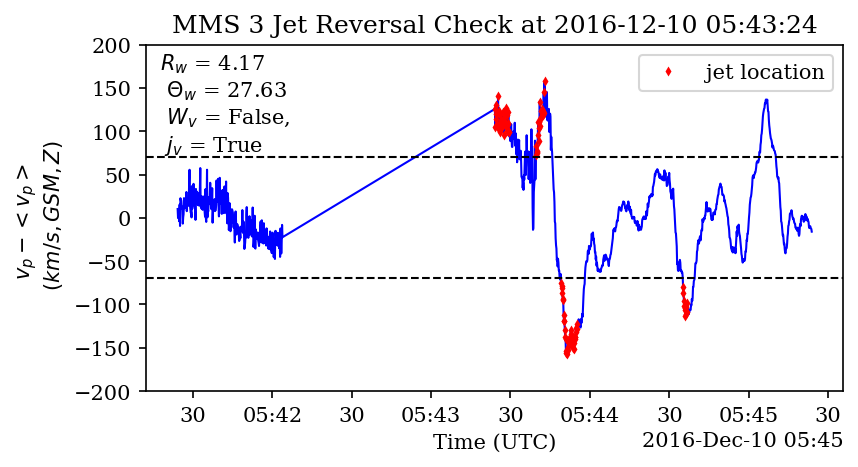 MMS 3 Jet Reversal Check at 2016-12-10 05:43:24
R_w = 4.17
Θ_w = 27.63
W_v = False,
j_v = True
jet location
v_p − < v_p >
(km/s, GSM, Z)
200
150
100
50
0
−50
−100
−150
−200
30 05:42 30 05:43 30 05:44 30 05:45 30
Time (UTC)
2016-Dec-10 05:45